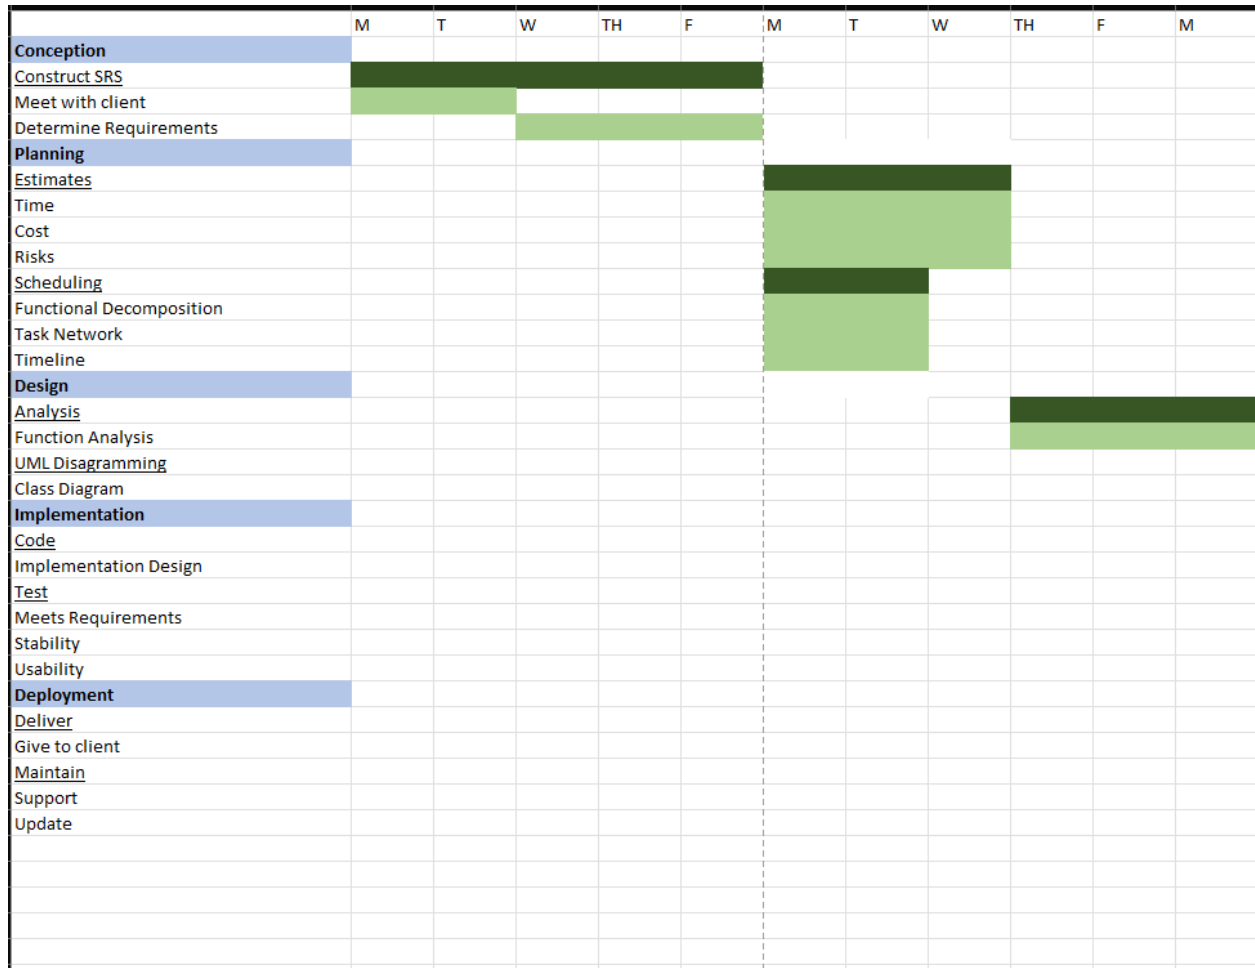 M T W TH F M T W TH F M
Conception
Construct SRS
Meet with client
Determine Requirements
Planning
Estimates
Time
Cost
Risks
Scheduling
Functional Decomposition
Task Network
Timeline
Design
Analysis
Function Analysis
UML Disagramming
Class Diagram
Implementation
Code
Implementation Design
Test
Meets Requirements
Stability
Usability
Deployment
Deliver
Give to client
Maintain
Support
Update